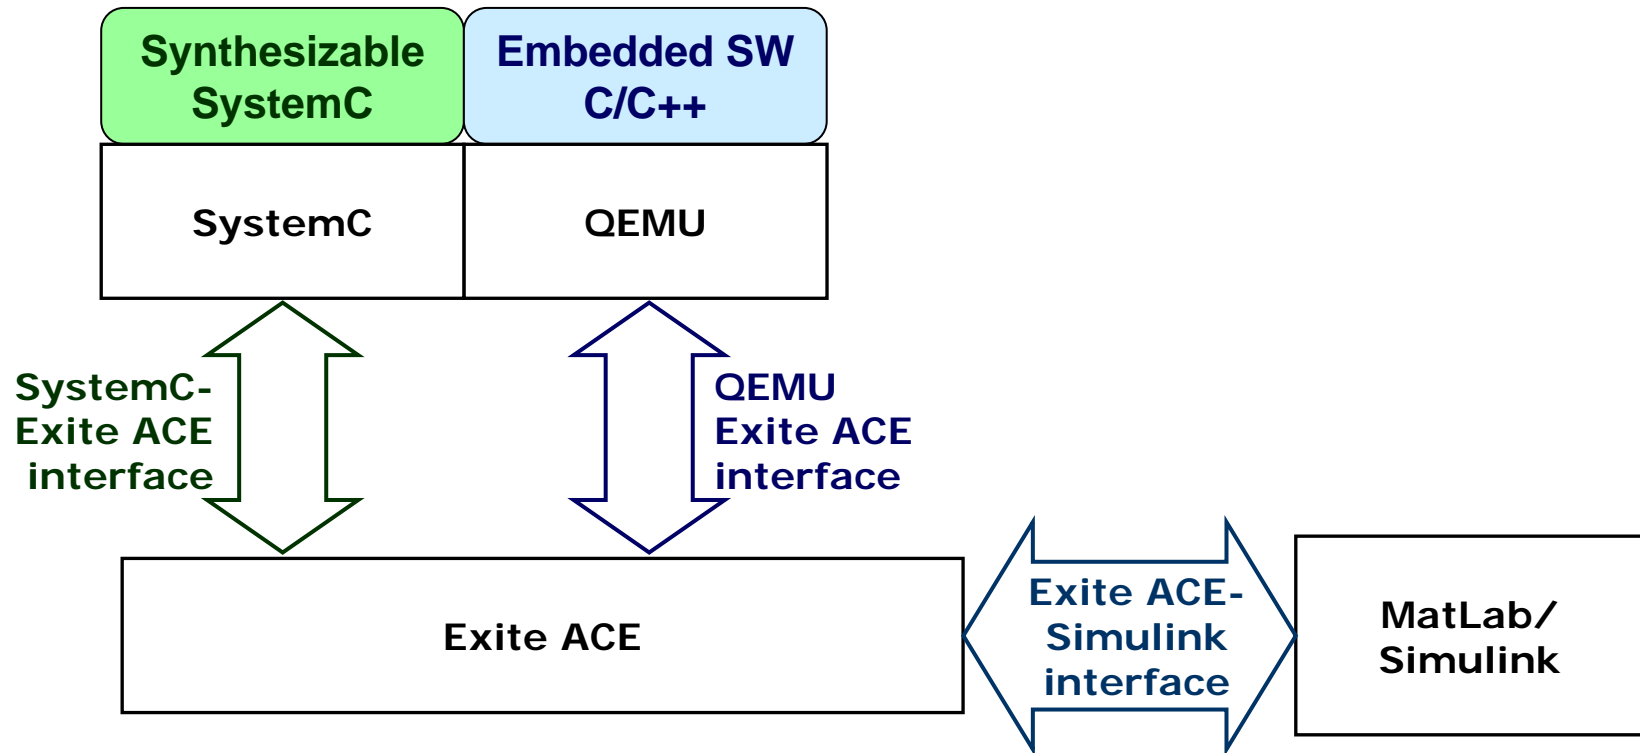 Synthesizable
SystemC
Embedded SW
C/C++
SystemC
QEMU
SystemC-
Exite ACE
interface
QEMU
Exite ACE
interface
Exite ACE
Exite ACE-
Simulink
interface
MatLab/
Simulink